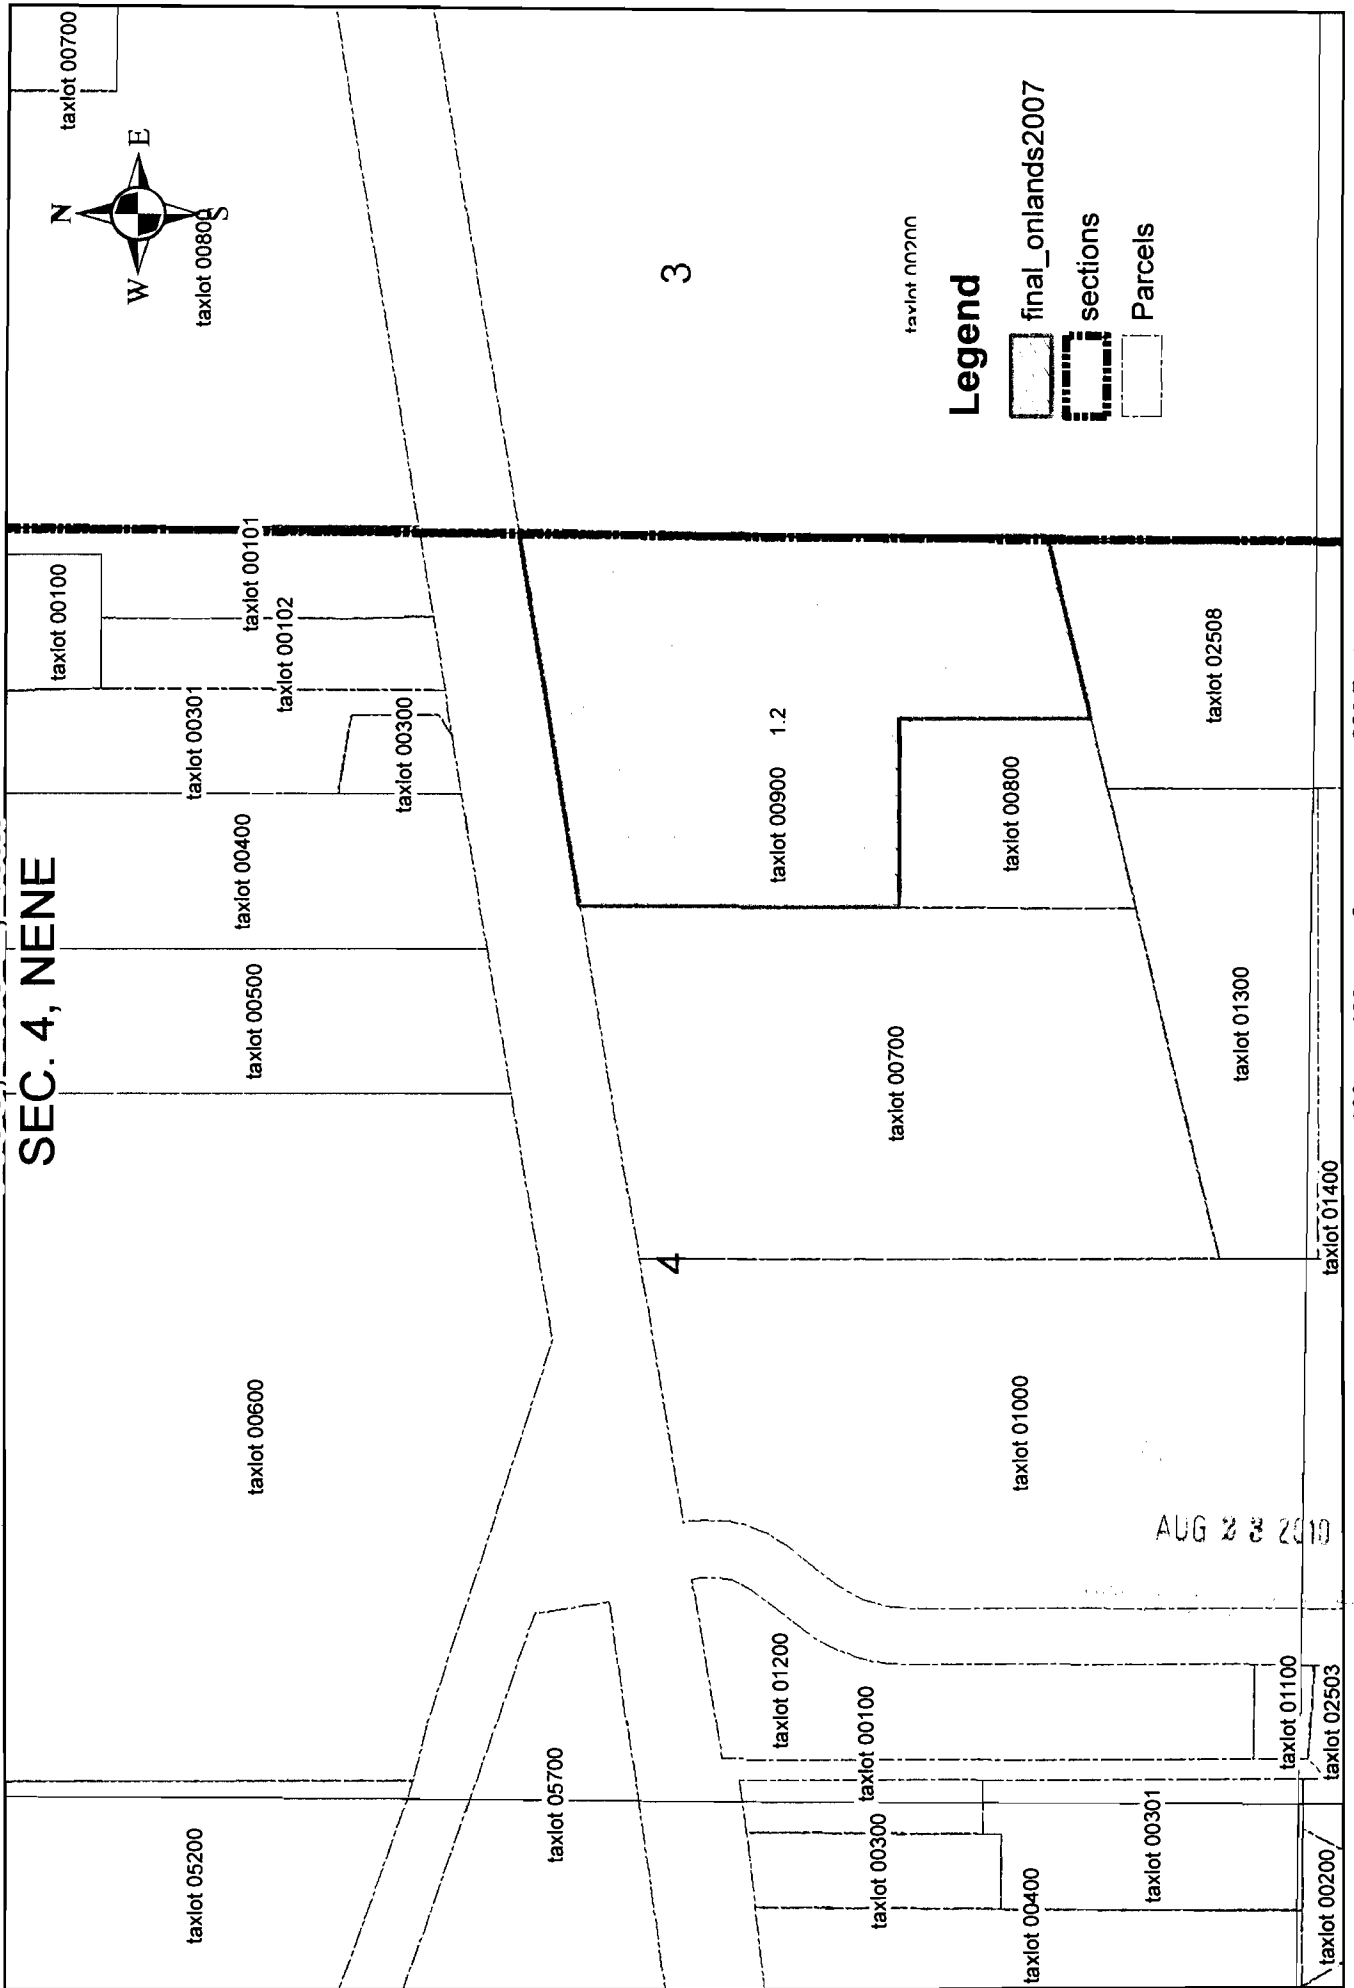 SEC. 4, NENE
taxlot 00700
N
W
E
S
taxlot 00800
3
taxlot 00200
Legend
final_onlands2007
sections
Parcels
taxlot 00100
taxlot 00101
taxlot 00102
taxlot 00301
taxlot 00300
taxlot 00400
taxlot 00500
taxlot 00600
taxlot 05200
taxlot 05700
taxlot 00900 1.2
taxlot 00800
taxlot 02508
taxlot 00700
taxlot 01300
taxlot 01400
4
taxlot 01000
AUG 23 2010
taxlot 01200
taxlot 00100
taxlot 01100
taxlot 02503
taxlot 00300
taxlot 00301
taxlot 00400
taxlot 00200